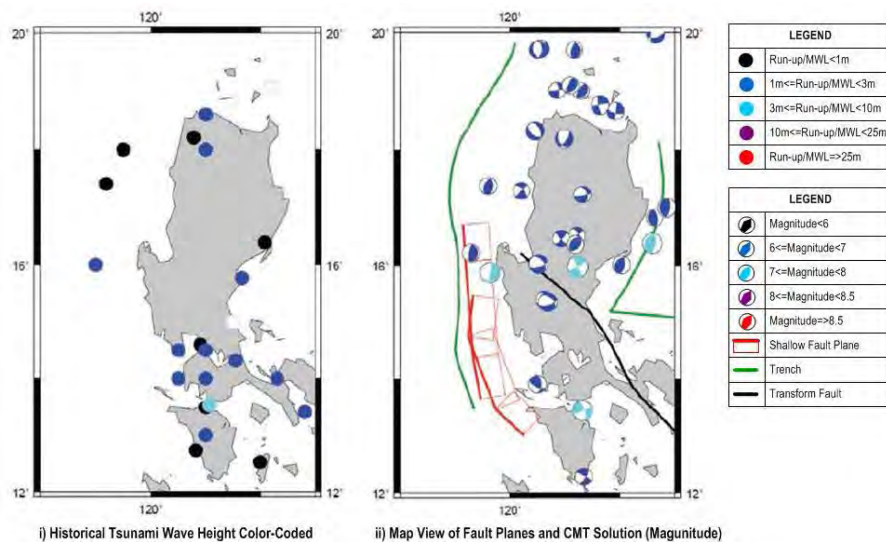 120'
120'
20'
20'
18'
16'
16'
12'
12'
120'
120'
i) Historical Tsunami Wave Height Color-Coded
ii) Map View of Fault Planes and CMT Solution (Magunitude)
LEGEND
Run-up/MWL<1m
1m<=Run-up/MWL<3m
3m<=Run-up/MWL<10m
10m<=Run-up/MWL<25m
Run-up/MWL=>25m
LEGEND
Magnitude<6
6<=Magnitude<7
7<=Magnitude<8
8<=Magnitude<8.5
Magnitude=>8.5
Shallow Fault Plane
Trench
Transform Fault